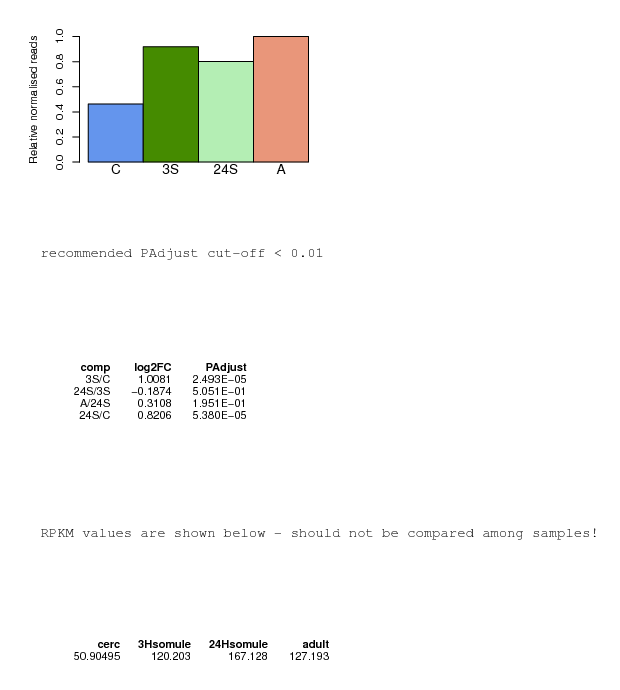 Relative normalised reads
1.0
0.8
0.6
0.4
0.2
0.0
C 3S 24S A
recommended PAdjust cut-off < 0.01
comp log2FC PAdjust
3S/C 1.0081 2.493E−05
24S/3S −0.1874 5.051E−01
A/24S 0.3108 1.951E−01
24S/C 0.8206 5.380E−05
RPKM values are shown below - should not be compared among samples!
cerc 3Hsomule 24Hsomule adult
50.90495 120.203 167.128 127.193